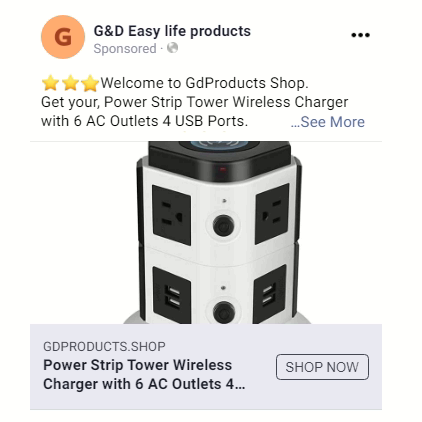 G
G&D Easy life products
Sponsored ·
⭐⭐⭐Welcome to GdProducts Shop.
Get your, Power Strip Tower Wireless Charger
with 6 AC Outlets 4 USB Ports. ...See More
GDPRODUCTS.SHOP
Power Strip Tower Wireless
Charger with 6 AC Outlets 4...
SHOP NOW